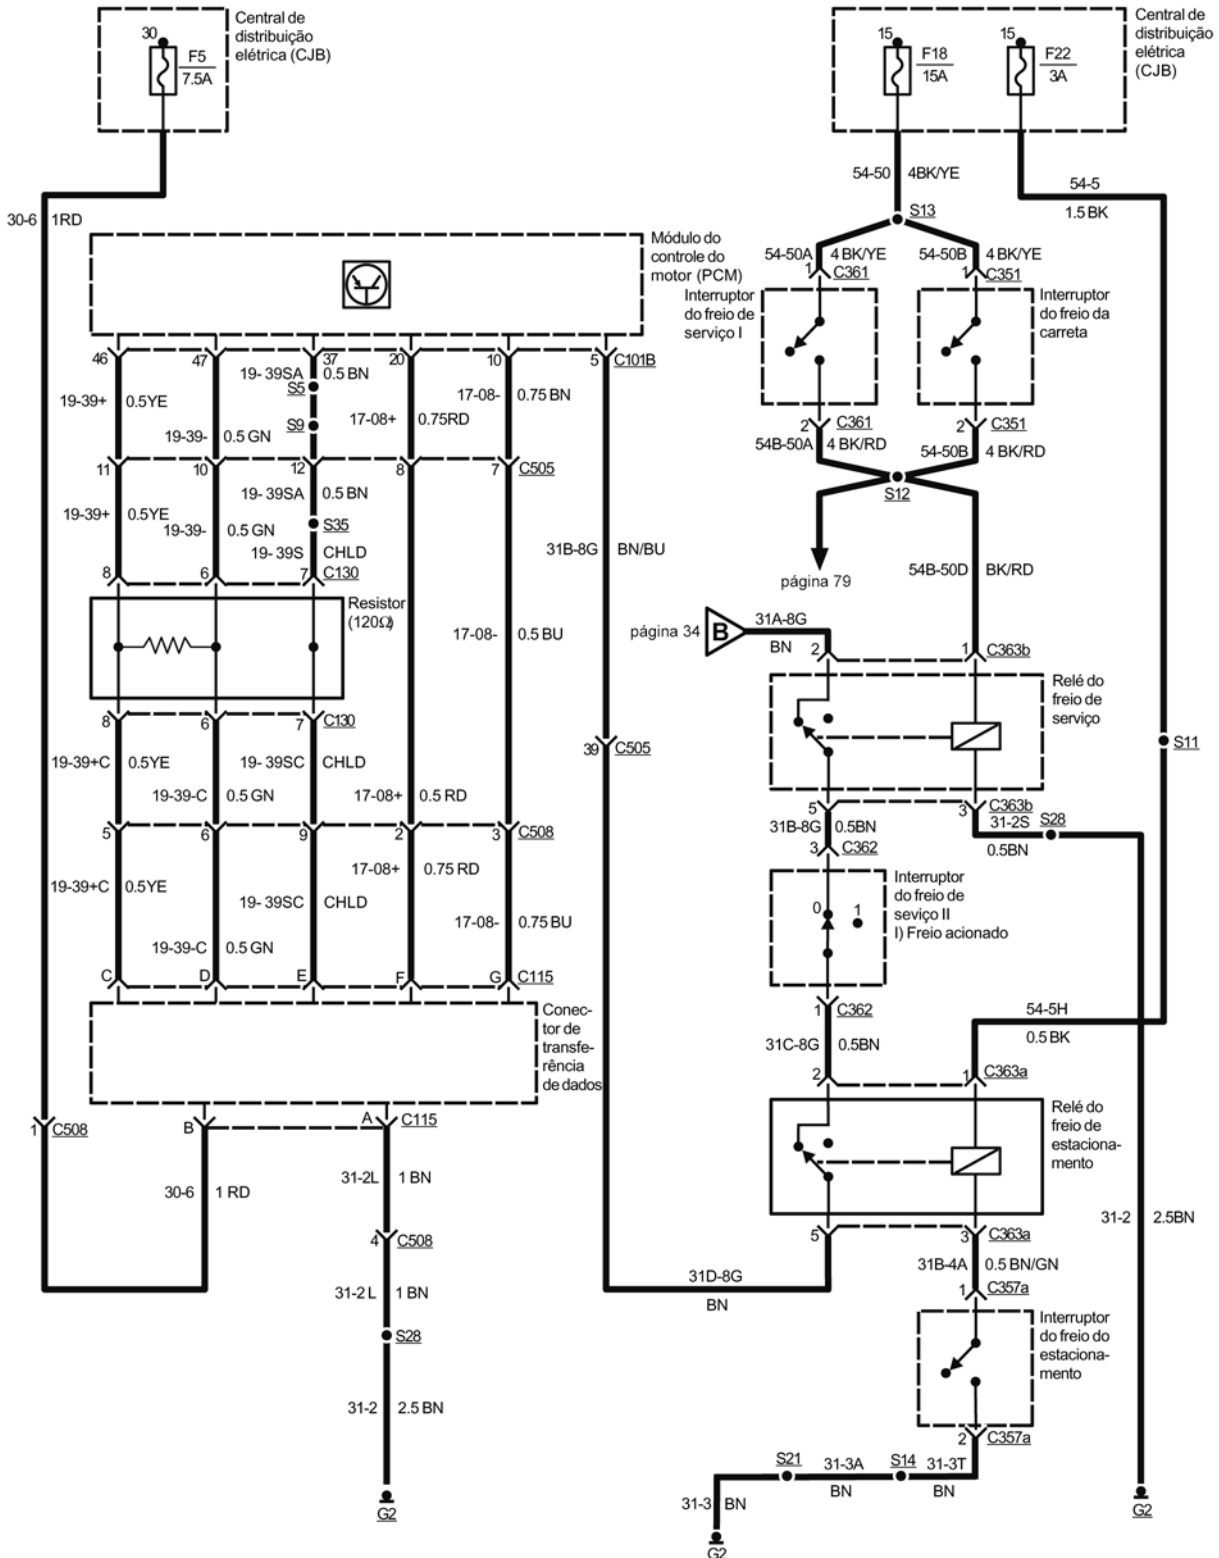 30
F5
7.5A
Central de
distribuição
elétrica (CJB)
15
F18
15A
15
F22
3A
Central de
distribuição
elétrica
(CJB)
54-50 4BK/YE
54-5
1.5 BK
30-6 1RD
S13
Módulo do
controle do
motor (PCM)
54-50A 4 BK/YE
54-50B 4 BK/YE
1 C361
1 C351
Interruptor
do freio de
serviço I
Interruptor
do freio da
carreta
46 47 37 20 10 5 C101B
19- 39SA 0.5 BN
S5
19-39+ 0.5YE
17-08- 0.75 BN
17-08+ 0.75RD
S9
19-39- 0.5 GN
2 C361
2 C351
54B-50A 4 BK/RD
54-50B 4 BK/RD
11 10 12 8 7 C505
S12
19- 39SA 0.5 BN
19-39+ 0.5YE
S35
19-39- 0.5 GN
19- 39S CHLD
31B-8G BN/BU
8 6 7 C130
página 79
54B-50D BK/RD
Resistor
(120Ω)
17-08- 0.5 BU
página 34 B
31A-8G
BN
2 1 C363b
Relé do
freio de
serviço
8 6 7 C130
39 C505
S11
19-39+C 0.5YE
19- 39SC CHLD
19-39-C 0.5 GN
17-08+ 0.5 RD
5 3 C363b
31B-8G 0.5BN
31-2S S28
0.5BN
5 6 9 2 3 C508
3 C362
17-08+ 0.75 RD
19-39+C 0.5YE
19- 39SC CHLD
17-08- 0.75 BU
19-39-C 0.5 GN
0 1
Interruptor
do freio de
seviço II
I) Freio acionado
C D E F G C115
1 C362
Conec-
tor de
transfe-
rência
de dados
54-5H
0.5 BK
31C-8G 0.5BN
2 1 C363a
Relé do
freio de
estaciona-
mento
1 C508
B A C115
30-6 1 RD
31-2L 1 BN
31-2 2.5BN
4 C508
5 3 C363a
31B-4A 0.5 BN/GN
31D-8G
BN
31-2 L 1 BN
1 C357a
S28
Interruptor
do freio do
estaciona-
mento
31-2 2.5 BN
2 C357a
S21 31-3A S14 31-3T
BN BN
31-3 BN
G2
G2
G2